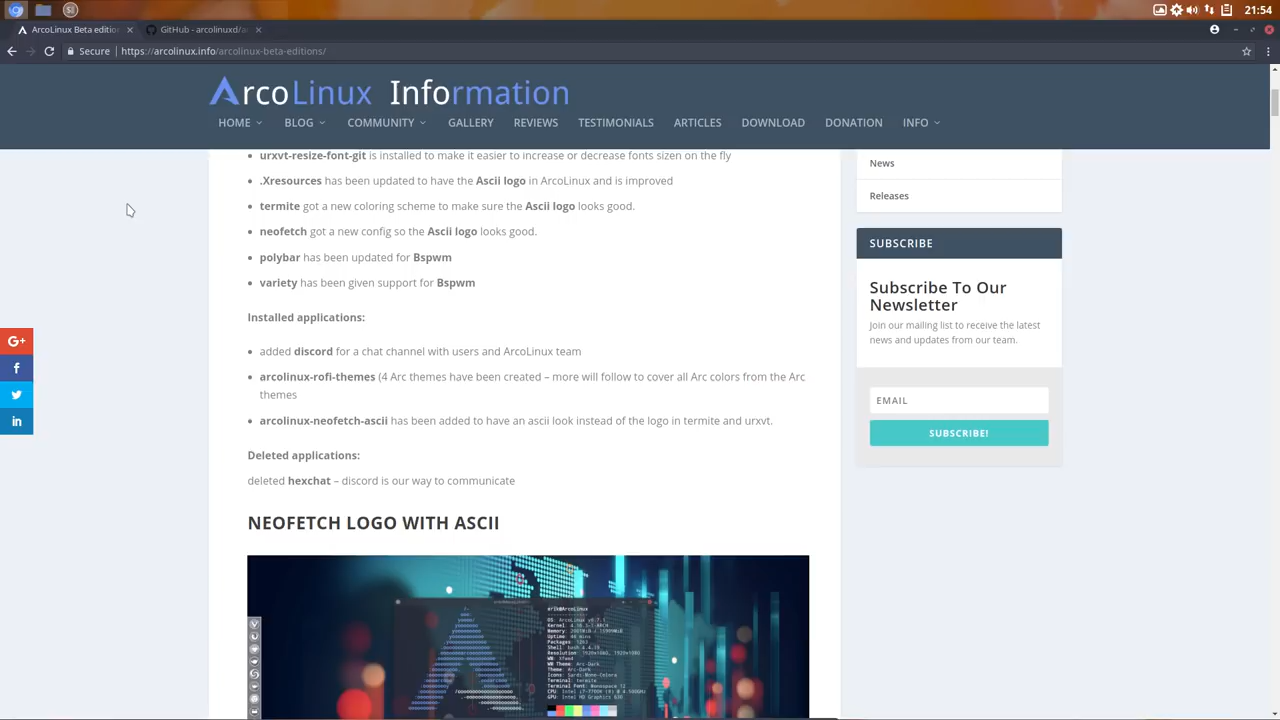 21:54
ArcoLinux Beta edition
GitHub - arcolinuxd/ar
Secure
https://arcolinux.info/arcolinux-beta-editions/
ArcoLinux Information
HOME
BLOG
COMMUNITY
GALLERY
REVIEWS
TESTIMONIALS
ARTICLES
DOWNLOAD
DONATION
INFO
urxvt-resize-font-git is installed to make it easier to increase or decrease fonts sizen on the fly
.Xresources has been updated to have the Ascii logo in ArcoLinux and is improved
termite got a new coloring scheme to make sure the Ascii logo looks good.
neofetch got a new config so the Ascii logo looks good.
polybar has been updated for Bspwm
variety has been given support for Bspwm
Installed applications:
added discord for a chat channel with users and ArcoLinux team
arcolinux-rofi-themes (4 Arc themes have been created – more will follow to cover all Arc colors from the Arc
themes
arcolinux-neofetch-ascii has been added to have an ascii look instead of the logo in termite and urxvt.
Deleted applications:
deleted hexchat – discord is our way to communicate
NEOFETCH LOGO WITH ASCII
News
Releases
SUBSCRIBE
Subscribe To Our
Newsletter
Join our mailing list to receive the latest
news and updates from our team.
EMAIL
SUBSCRIBE!
G+
f
in
erik@ArcoLinux